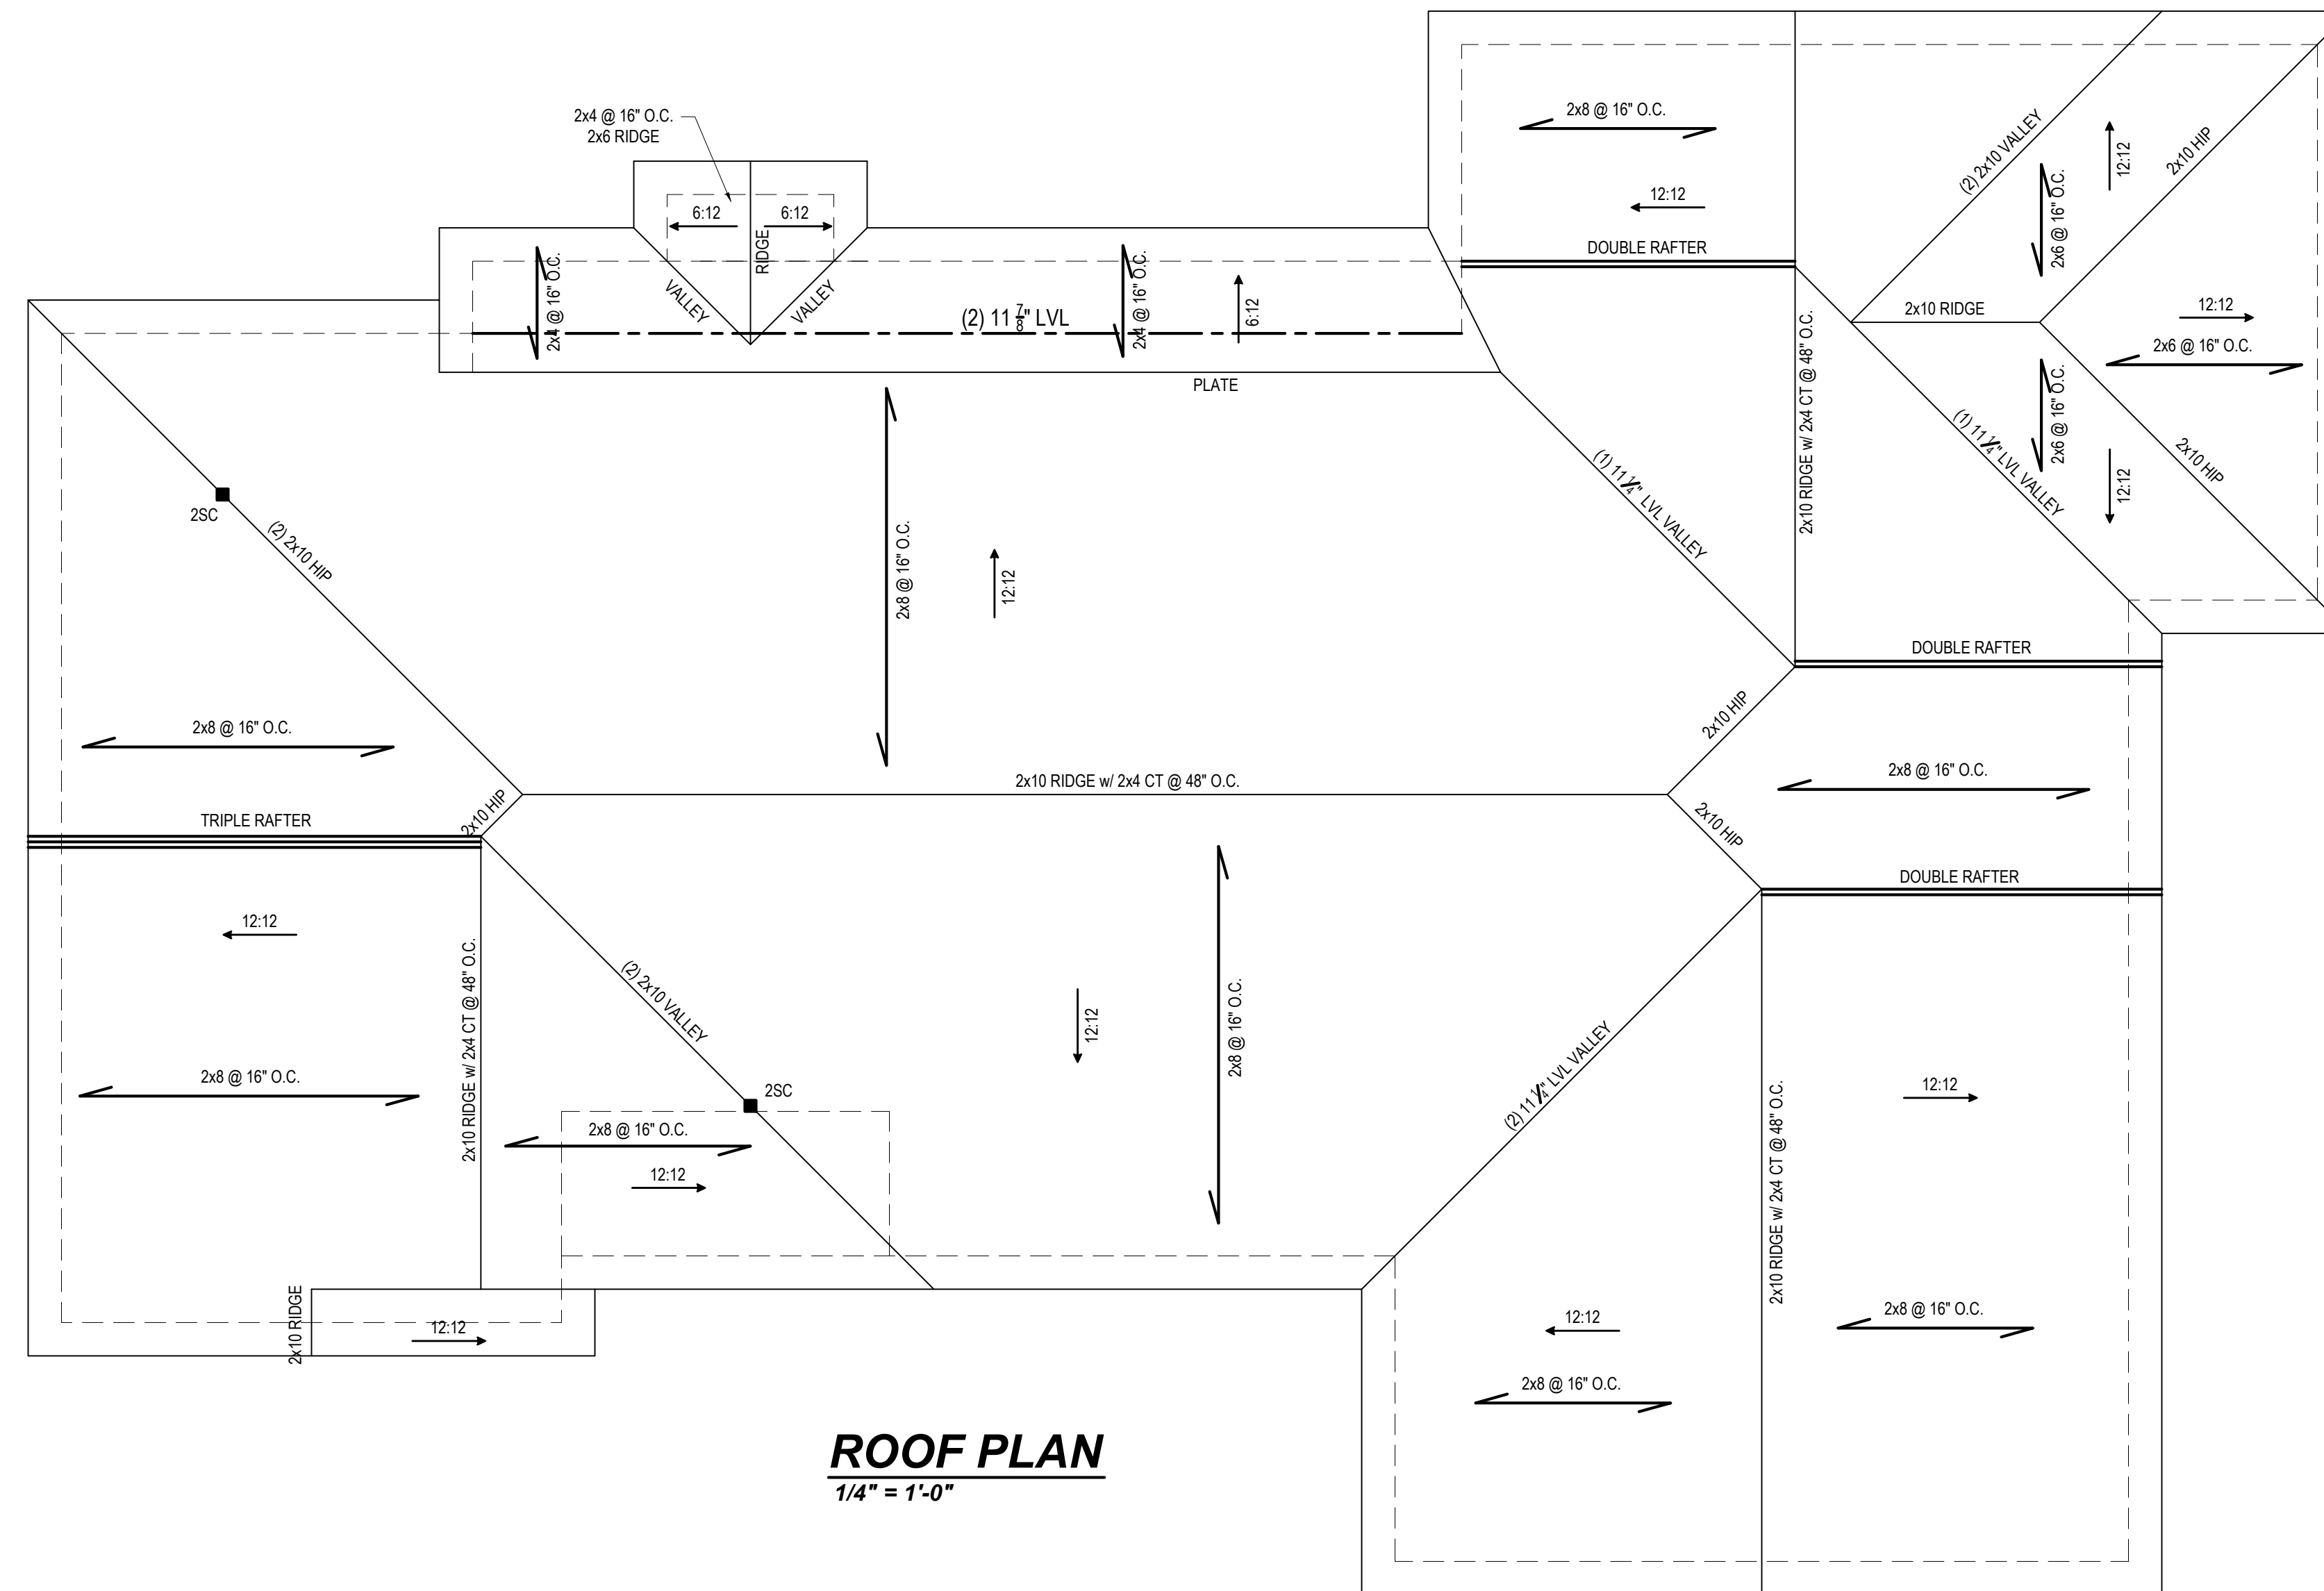 2x4 @ 16" O.C.
2x6 RIDGE
6:12
6:12
RIDGE
VALLEY
VALLEY
2x4 @ 16" O.C.
(2) 11 7/8" LVL
2x4 @ 16" O.C.
6:12
PLATE
2x8 @ 16" O.C.
12:12
DOUBLE RAFTER
(2) 2x10 VALLEY
12:12
2x10 HIP
2x6 @ 16" O.C.
2x10 RIDGE
12:12
2x6 @ 16" O.C.
2x10 RIDGE w/ 2x4 CT @ 48" O.C.
2x6 @ 16" O.C.
(1) 11 1/4" LVL VALLEY
12:12
2x10 HIP
(1) 11 1/4" LVL VALLEY
2SC
(2) 2x10 HIP
2x8 @ 16" O.C.
12:12
DOUBLE RAFTER
2x10 HIP
2x8 @ 16" O.C.
2x10 RIDGE w/ 2x4 CT @ 48" O.C.
2x8 @ 16" O.C.
2x10 HIP
TRIPLE RAFTER
2x10 HIP
DOUBLE RAFTER
12:12
2x10 RIDGE w/ 2x4 CT @ 48" O.C.
(2) 2x10 VALLEY
12:12
2x8 @ 16" O.C.
2x8 @ 16" O.C.
2SC
2x8 @ 16" O.C.
12:12
(2) 11 1/4" LVL VALLEY
12:12
2x10 RIDGE w/ 2x4 CT @ 48" O.C.
2x10 RIDGE
12:12
12:12
2x8 @ 16" O.C.
2x8 @ 16" O.C.
ROOF PLAN
1/4" = 1'-0"